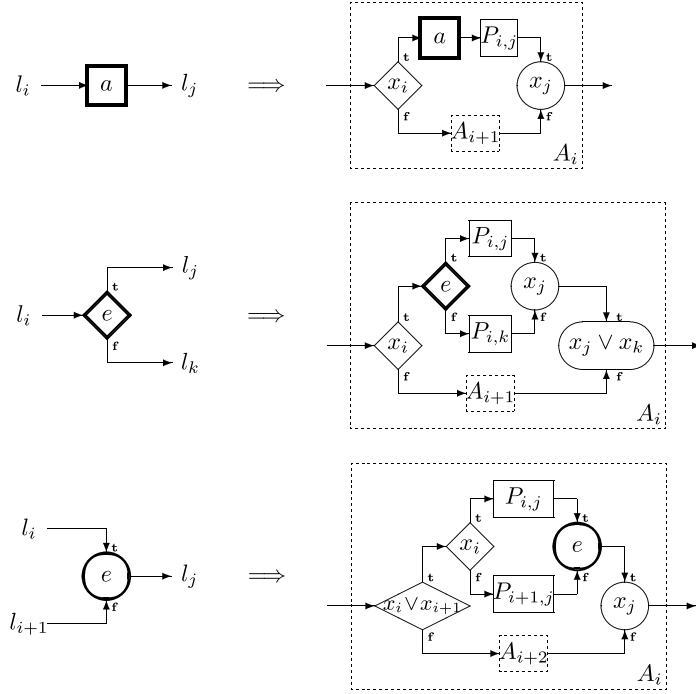 l_i a l_j ⟹ x_i t f a P_{i,j} A_{i+1} x_j t f A_i
l_i e t f l_j l_k ⟹ x_i t f e t f P_{i,j} P_{i,k} x_j t f A_{i+1} x_j ∨ x_k t f A_i
l_i l_{i+1} t f e l_j ⟹ x_i∨x_{i+1} t f x_i t f P_{i,j} P_{i+1,j} e t f A_{i+2} x_j t f A_i